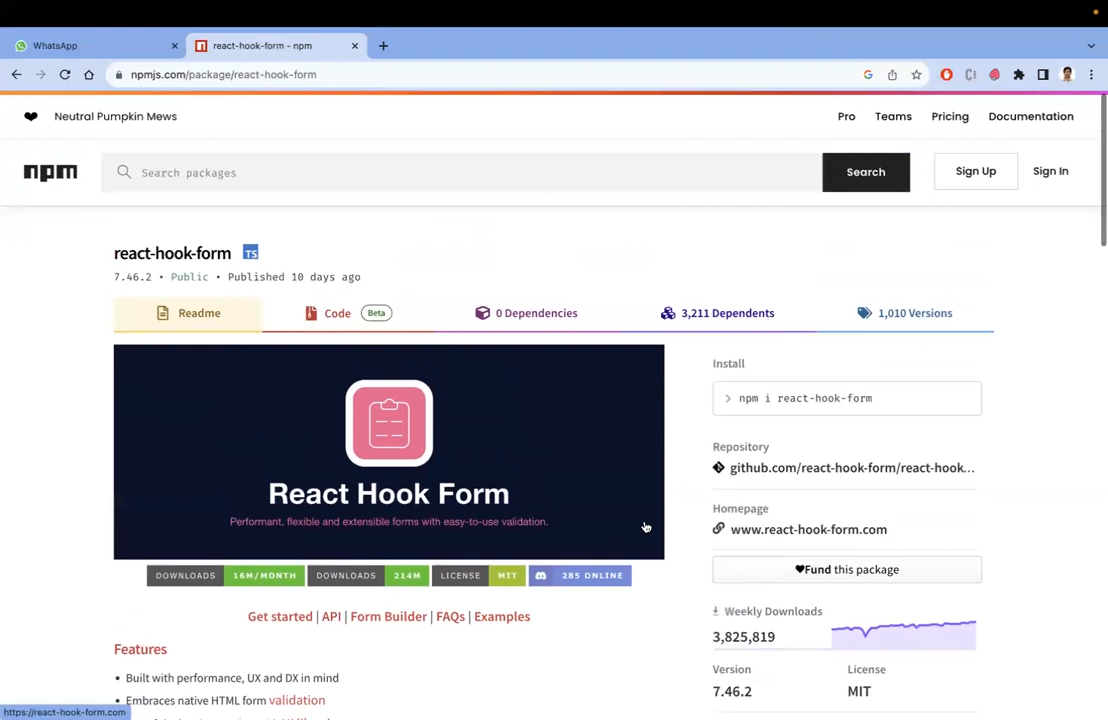 WhatsApp
react-hook-form - npm
npmjs.com/package/react-hook-form
Neutral Pumpkin Mews
Pro Teams Pricing Documentation
npm
Search packages
Search
Sign Up
Sign In
react-hook-form TS
7.46.2 • Public • Published 10 days ago
Readme
Code Beta
0 Dependencies
3,211 Dependents
1,010 Versions
React Hook Form
Performant, flexible and extensible forms with easy-to-use validation.
DOWNLOADS 16M/MONTH DOWNLOADS 214M LICENSE MIT 285 ONLINE
Get started | API | Form Builder | FAQs | Examples
Features
• Built with performance, UX and DX in mind
• Embraces native HTML form validation
Install
> npm i react-hook-form
Repository
github.com/react-hook-form/react-hook...
Homepage
www.react-hook-form.com
Fund this package
Weekly Downloads
3,825,819
Version License
7.46.2 MIT
https://react-hook-form.com